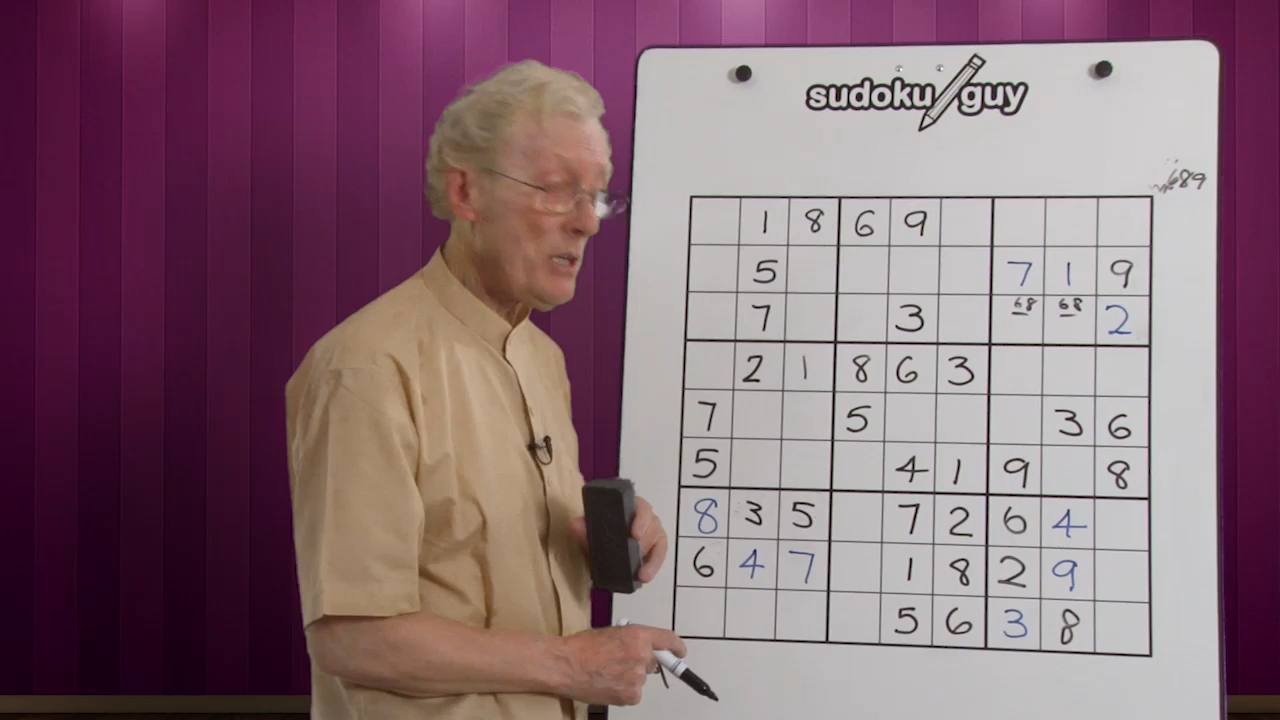 sudoku guy
689
1 8 6 9
5 7 1 9
68 68
7 3 2
2 1 8 6 3
7 5 3 6
5 4 1 9 8
8 3 5 7 2 6 4
6 4 7 1 8 2 9
5 6 3 8